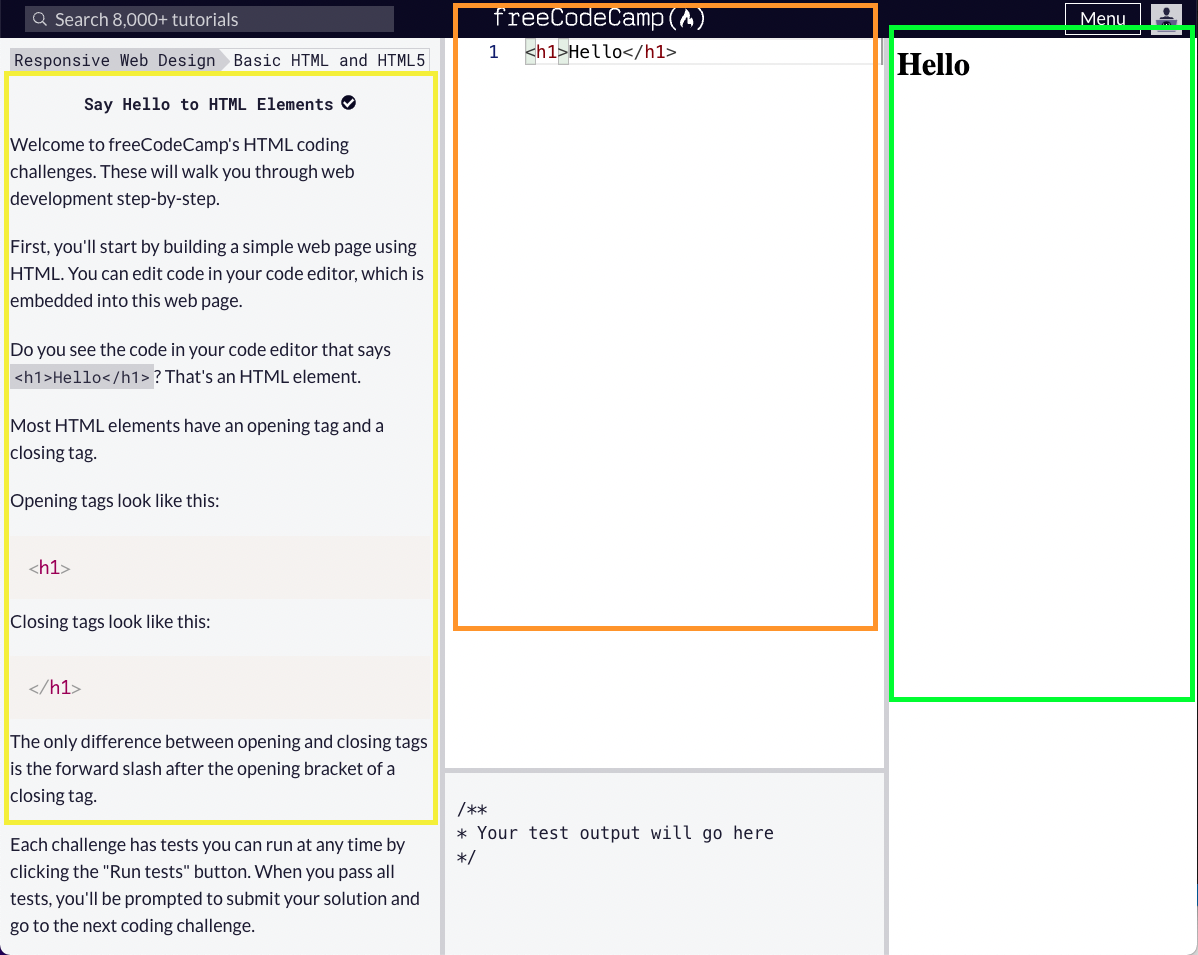 Search 8,000+ tutorials
freeCodeCamp(🔥)
Menu
Responsive Web Design
Basic HTML and HTML5
Say Hello to HTML Elements
Welcome to freeCodeCamp's HTML coding
challenges. These will walk you through web
development step-by-step.
First, you'll start by building a simple web page using
HTML. You can edit code in your code editor, which is
embedded into this web page.
Do you see the code in your code editor that says
<h1>Hello</h1>? That's an HTML element.
Most HTML elements have an opening tag and a
closing tag.
Opening tags look like this:
<h1>
Closing tags look like this:
</h1>
The only difference between opening and closing tags
is the forward slash after the opening bracket of a
closing tag.
Each challenge has tests you can run at any time by
clicking the "Run tests" button. When you pass all
tests, you'll be prompted to submit your solution and
go to the next coding challenge.
1 <h1>Hello</h1>
/**
* Your test output will go here
*/
Hello